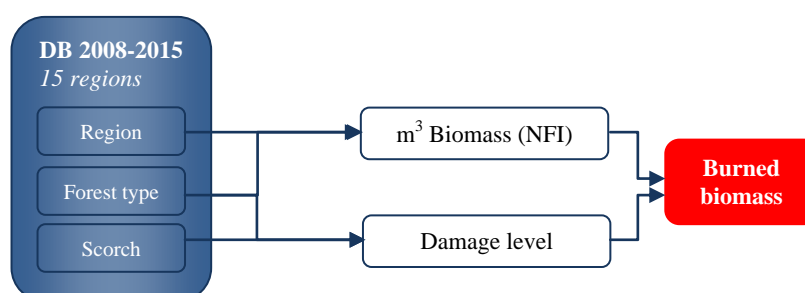 DB 2008-2015
15 regions
Region
Forest type
Scorch
m³ Biomass (NFI)
Damage level
Burned
biomass